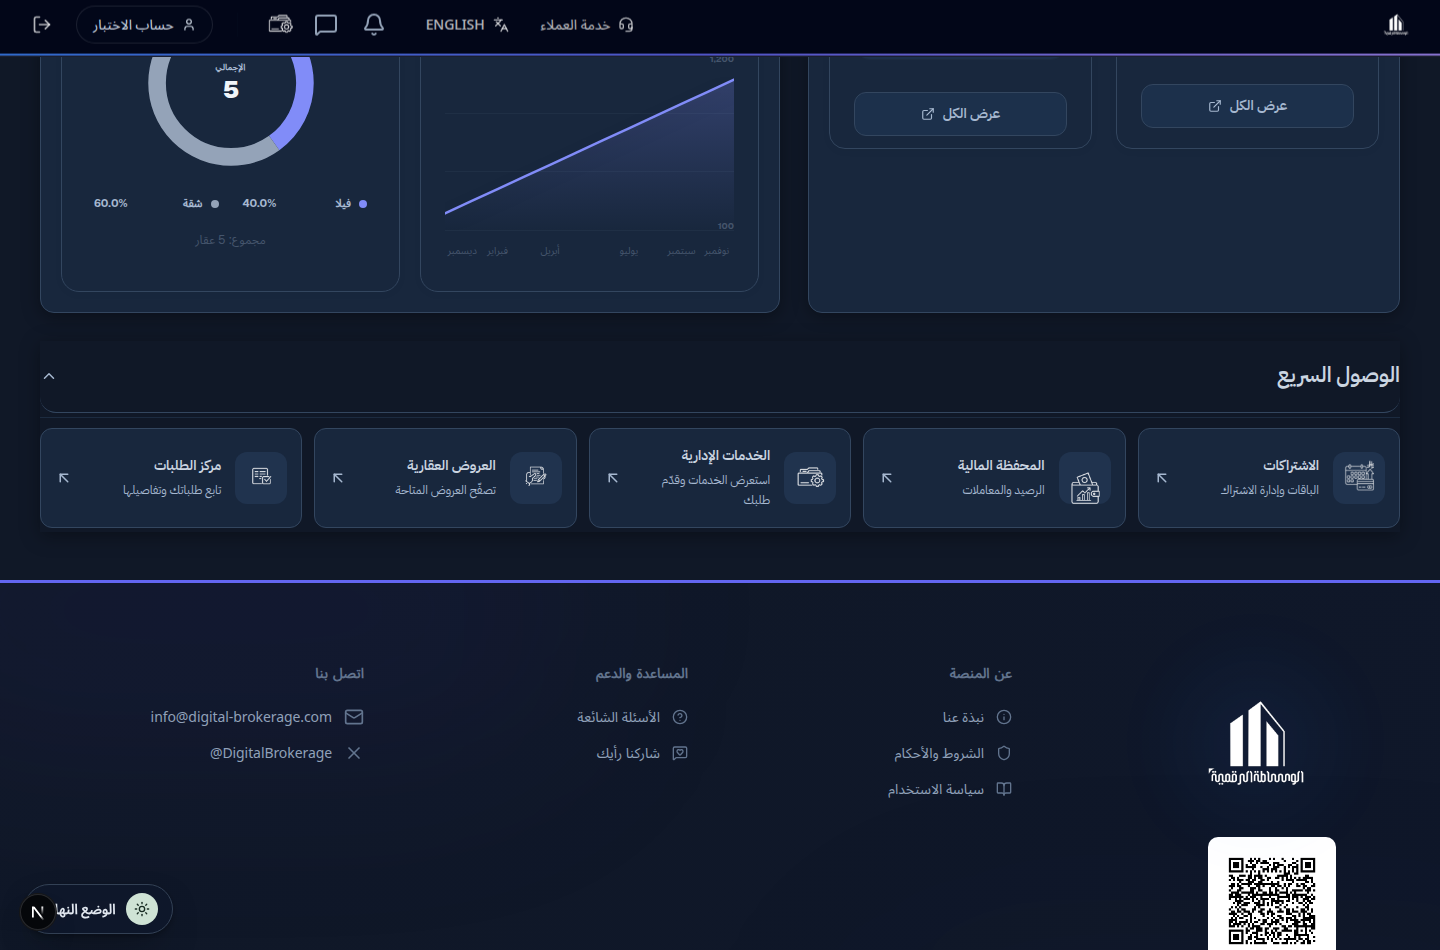 خدمة العملاء
ENGLISH
حساب الاختبار
عرض الكل
عرض الكل
1,200
100
نوفمبر
سبتمبر
يوليو
أبريل
فبراير
ديسمبر
الإجمالي
5
فيلا
40.0%
شقة
60.0%
مجموع: 5 عقار
الوصول السريع
الاشتراكات
الباقات وإدارة الاشتراك
المحفظة المالية
الرصيد والمعاملات
الخدمات الإدارية
استعرض الخدمات وقدّم
طلبك
العروض العقارية
تصفّح العروض المتاحة
مركز الطلبات
تابع طلباتك وتفاصيلها
الوساطة الرقمية
عن المنصة
نبذة عنا
الشروط والأحكام
سياسة الاستخدام
المساعدة والدعم
الأسئلة الشائعة
شاركنا رأيك
اتصل بنا
info@digital-brokerage.com
@DigitalBrokerage
الوضع النها
N